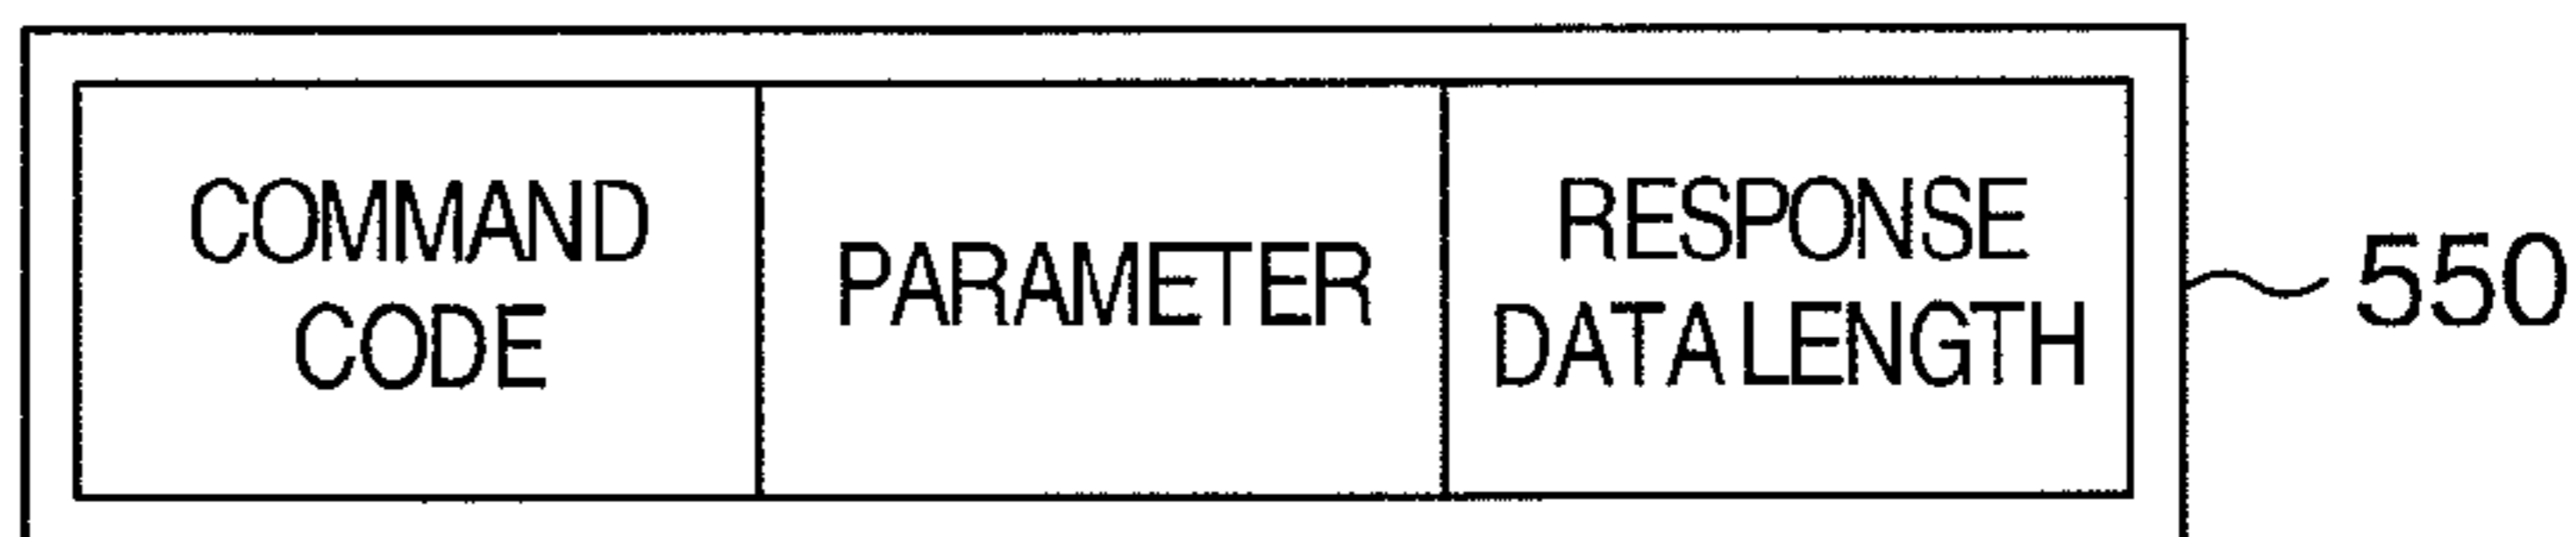 COMMAND
CODE
PARAMETER
RESPONSE
DATA LENGTH
550